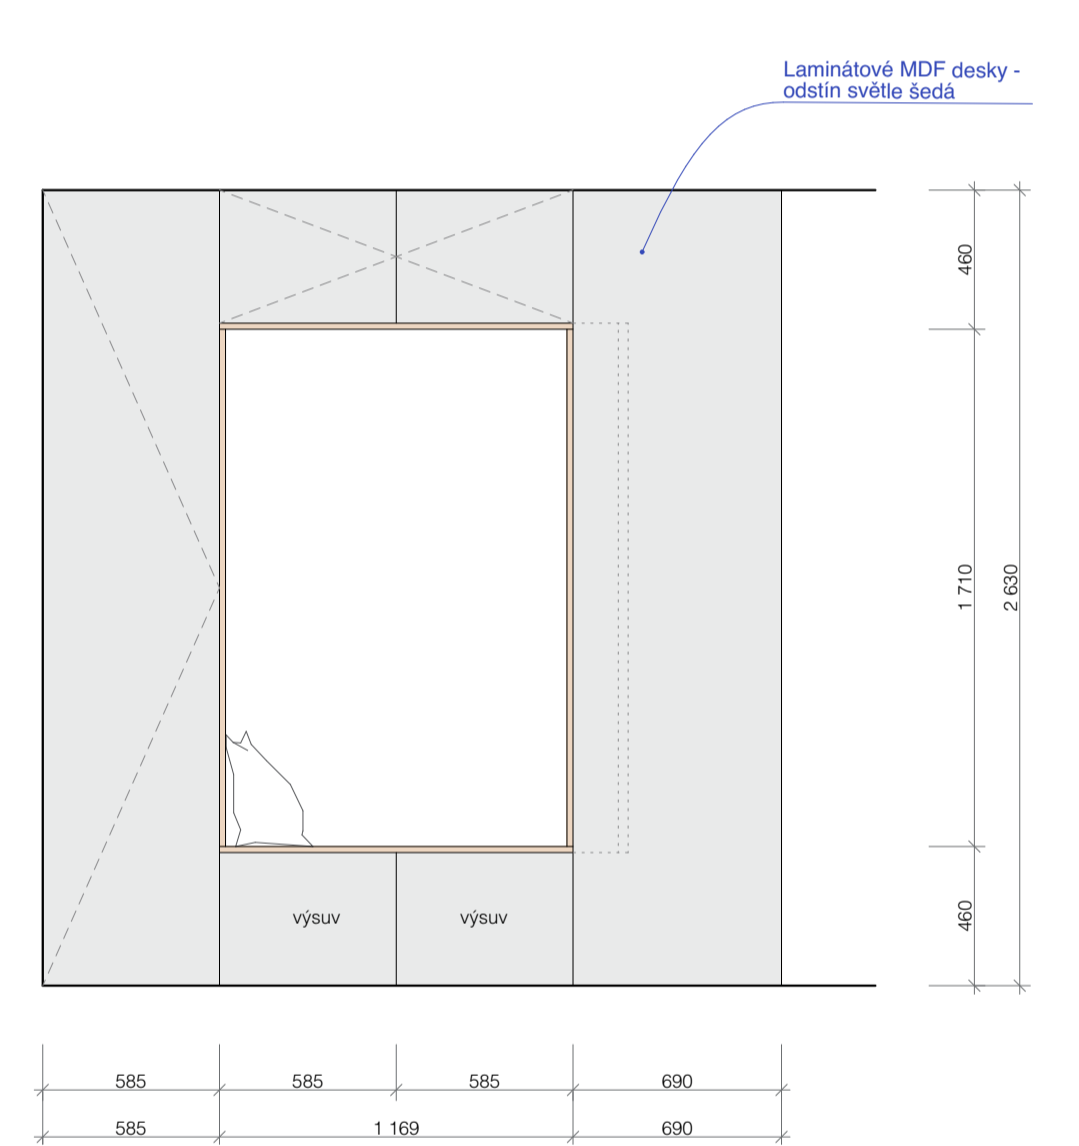 Laminátové MDF desky -
odstín světle šedá
460
1 710
2 630
460
výsuv výsuv
585 585 585 690
585 1 169 690